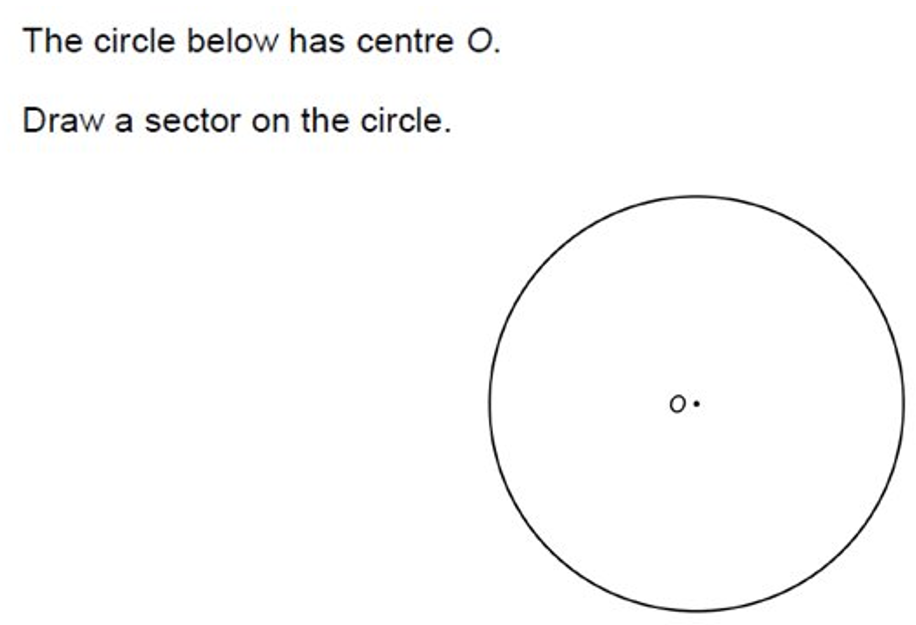 The circle below has centre O.
Draw a sector on the circle.
O